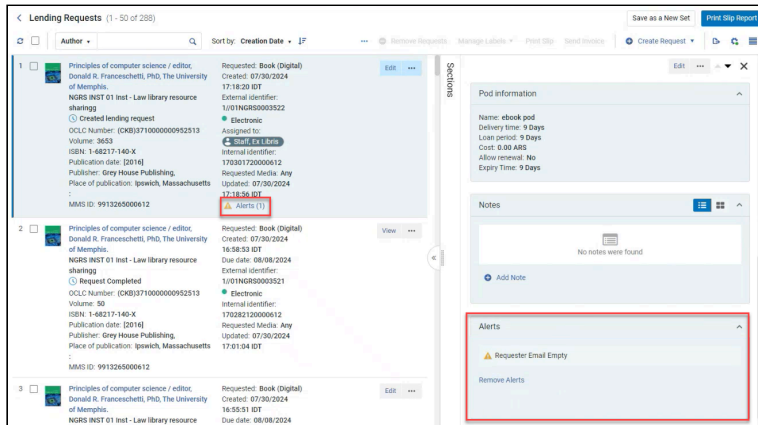 Lending Requests (1 - 50 of 288)
Save as a New Set
Print Slip Report
Author
Sort by: Creation Date
Remove Requests
Manage Labels
Print Slip
Send Invoice
Create Request
1
Principles of computer science / editor,
Donald R. Franceschetti, PhD, The University
of Memphis.
NGRS INST 01 Inst - Law library resource
sharingg
Created lending request
OCLC Number: (CKB)3710000000952513
Volume: 3653
ISBN: 1-68217-140-X
Publication date: [2016]
Publisher: Grey House Publishing,
Place of publication: Ipswich, Massachusetts
:
MMS ID: 9913265000612
Requested: Book (Digital)
Created: 07/30/2024
17:18:20 IDT
External identifier:
1//01NGRS0003522
Electronic
Assigned to:
Staff, Ex Libris
Internal identifier:
170301720000612
Requested Media: Any
Updated: 07/30/2024
17:18:56 IDT
Alerts (1)
Edit
2
Principles of computer science / editor,
Donald R. Franceschetti, PhD, The University
of Memphis.
NGRS INST 01 Inst - Law library resource
sharingg
Request Completed
OCLC Number: (CKB)3710000000952513
Volume: 50
ISBN: 1-68217-140-X
Publication date: [2016]
Publisher: Grey House Publishing,
Place of publication: Ipswich, Massachusetts
:
MMS ID: 9913265000612
Requested: Book (Digital)
Created: 07/30/2024
16:58:53 IDT
Due date: 08/08/2024
External identifier:
1//01NGRS0003521
Electronic
Internal identifier:
170282120000612
Requested Media: Any
Updated: 07/30/2024
17:01:04 IDT
View
3
Principles of computer science / editor,
Donald R. Franceschetti, PhD, The University
of Memphis.
NGRS INST 01 Inst - Law library resource
Requested: Book (Digital)
Created: 07/30/2024
16:55:51 IDT
Due date: 08/08/2024
Edit
Sections
Edit
Pod information
Name: ebook pod
Delivery time: 9 Days
Loan period: 9 Days
Cost: 0.00 ARS
Allow renewal: No
Expiry Time: 9 Days
Notes
No notes were found
Add Note
Alerts
Requester Email Empty
Remove Alerts